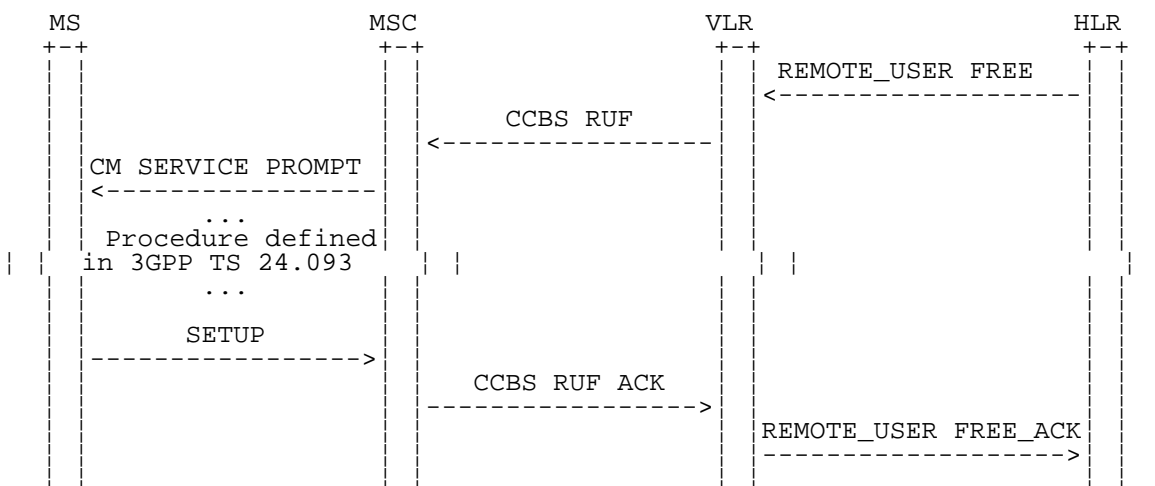 MS MSC VLR HLR
REMOTE_USER FREE
CCBS RUF
CM SERVICE PROMPT
...
Procedure defined
in 3GPP TS 24.093
...
SETUP
CCBS RUF ACK
REMOTE_USER FREE_ACK